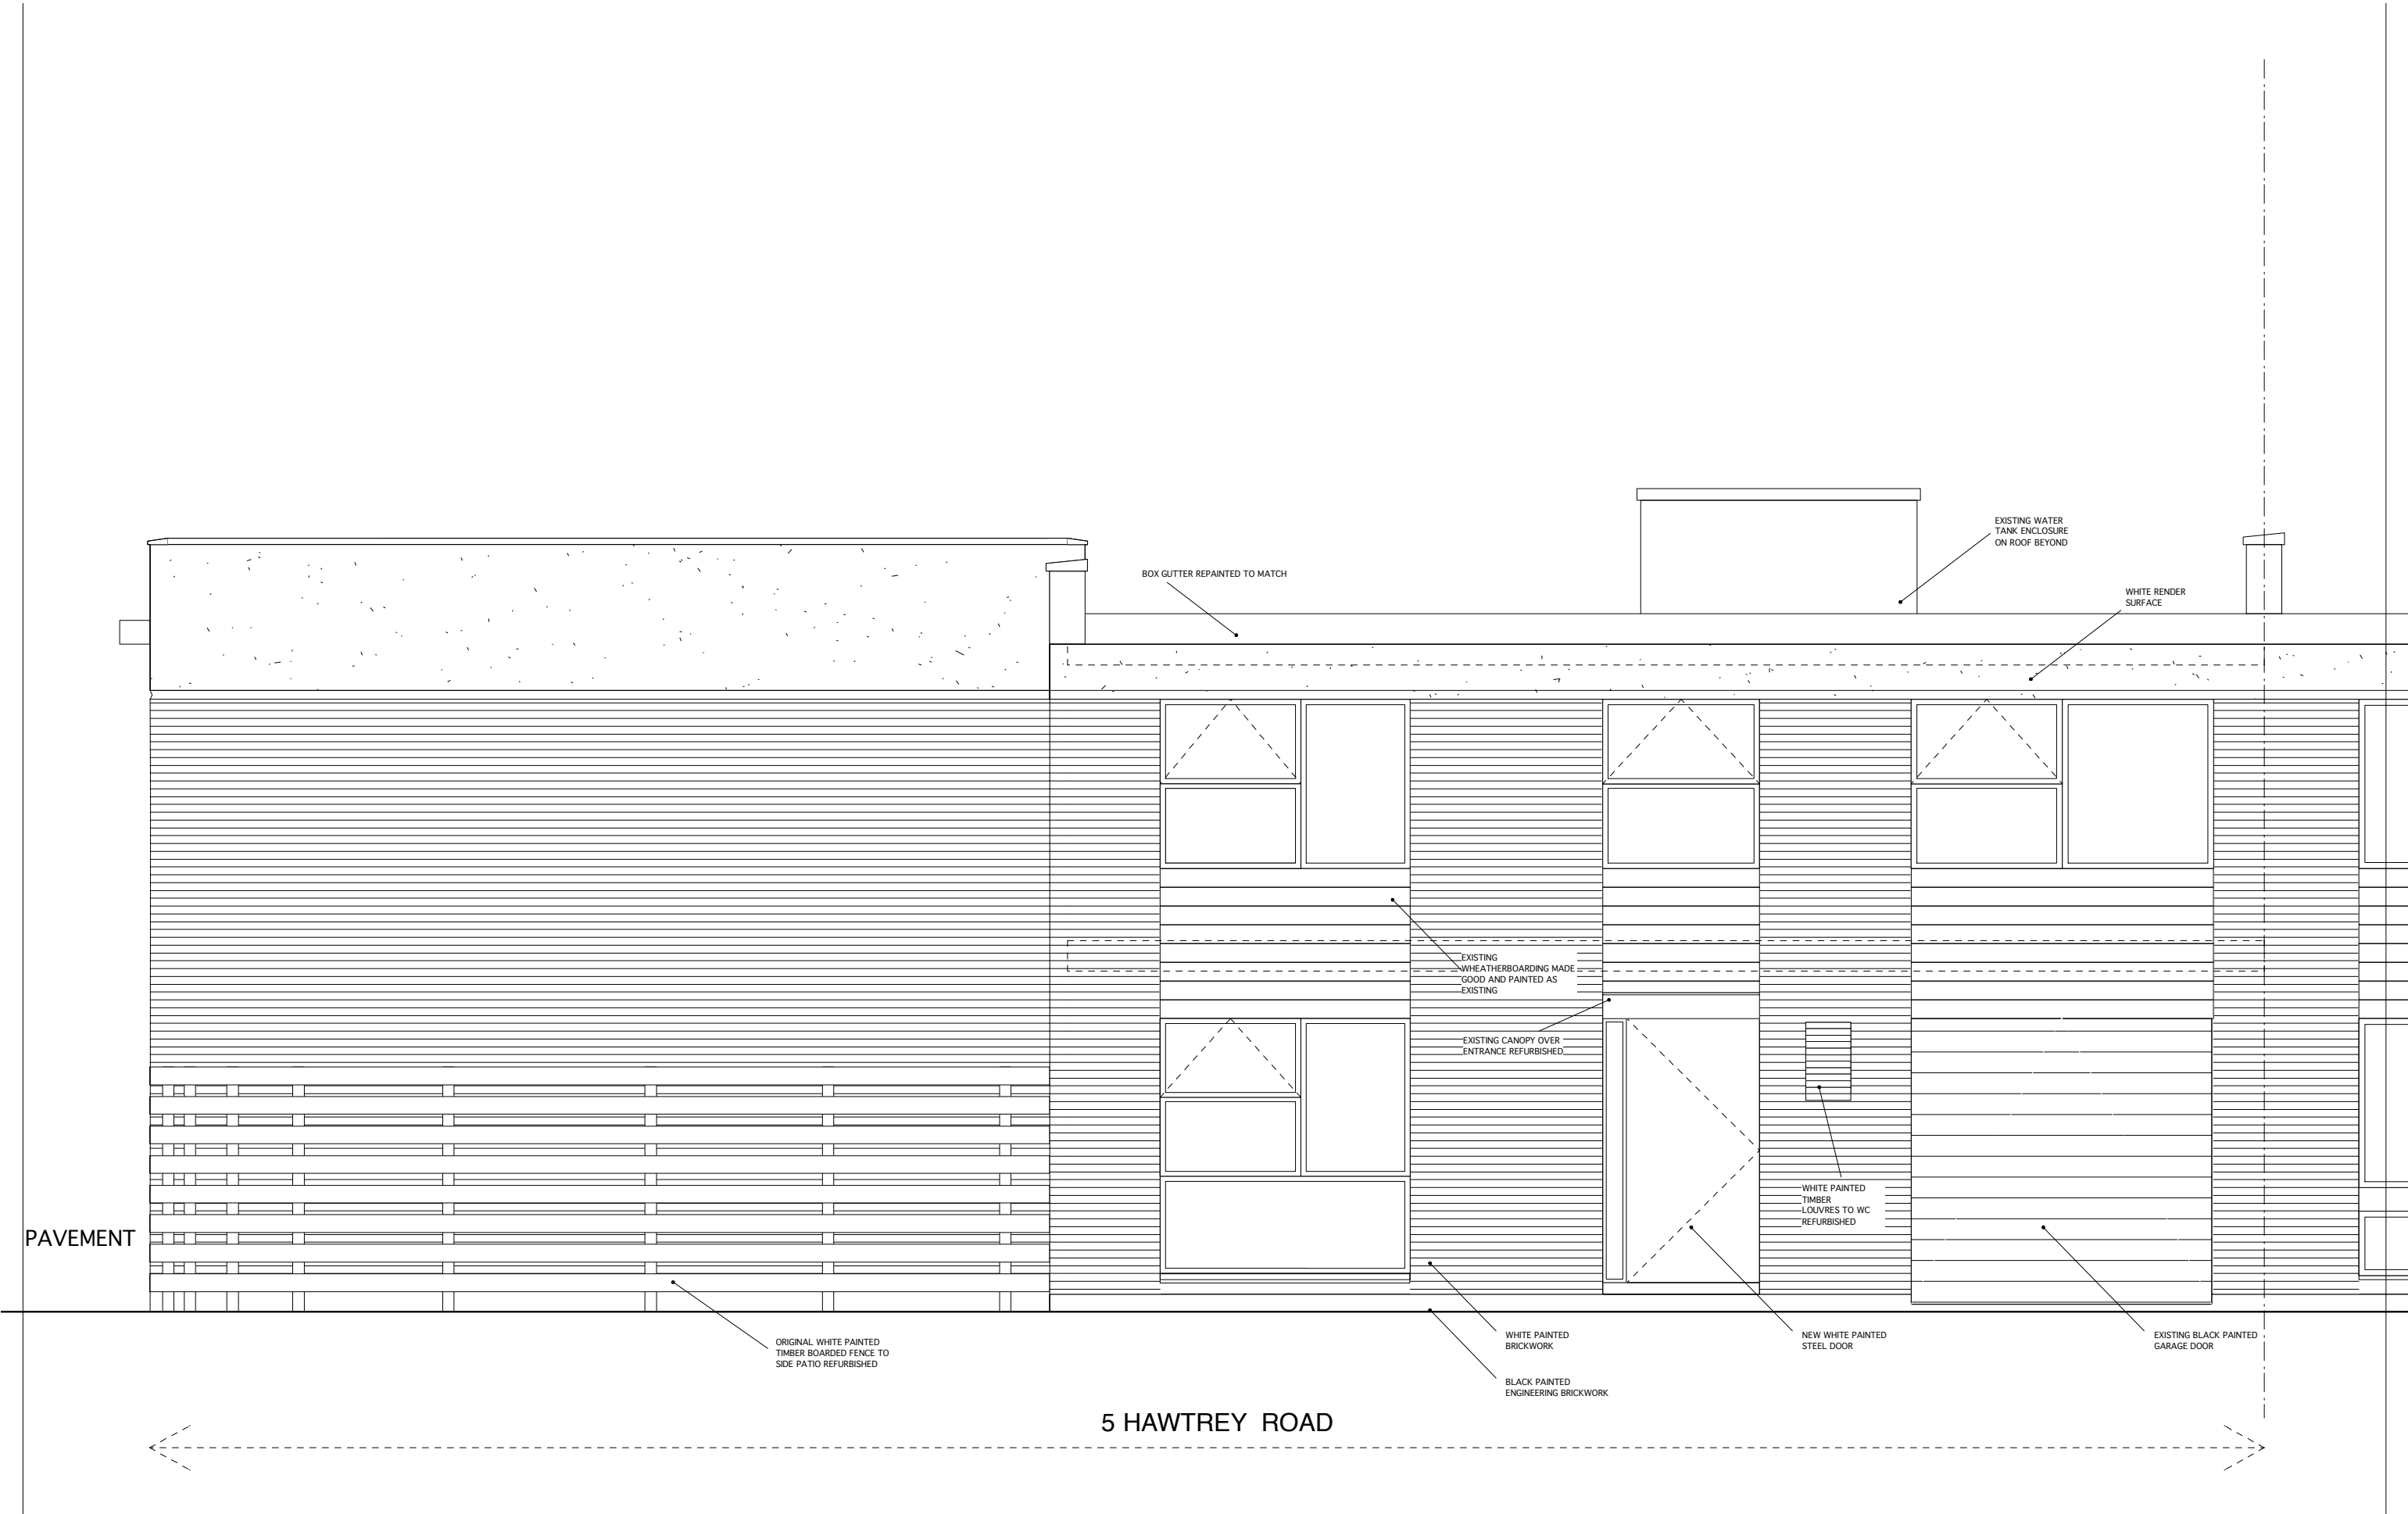 EXISTING WATER
TANK ENCLOSURE
ON ROOF BEYOND
BOX GUTTER REPAINTED TO MATCH
WHITE RENDER
SURFACE
EXISTING
WHEATHERBOARDING MADE
GOOD AND PAINTED AS
EXISTING
EXISTING CANOPY OVER
ENTRANCE REFURBISHED
WHITE PAINTED
TIMBER
LOUVRES TO WC
REFURBISHED
PAVEMENT
ORIGINAL WHITE PAINTED
TIMBER BOARDED FENCE TO
SIDE PATIO REFURBISHED
WHITE PAINTED
BRICKWORK
NEW WHITE PAINTED
STEEL DOOR
EXISTING BLACK PAINTED
GARAGE DOOR
BLACK PAINTED
ENGINEERING BRICKWORK
5 HAWTREY ROAD